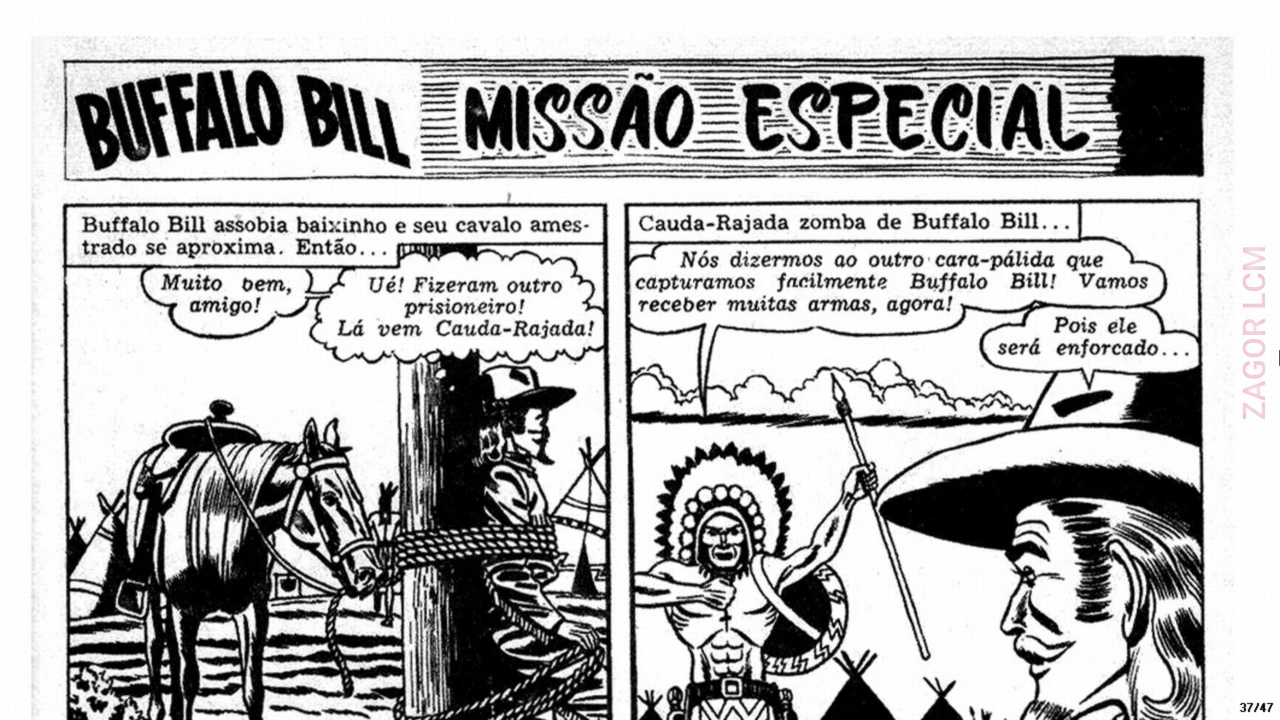 BUFFALO BILL MISSÃO ESPECIAL
Buffalo Bill assobia baixinho e seu cavalo ames-
trado se aproxima. Então...
Muito bem,
amigo!
Ué! Fizeram outro
prisioneiro!
Lá vem Cauda-Rajada!
Cauda-Rajada zomba de Buffalo Bill...
Nós dizermos ao outro cara-pálida que
capturamos facilmente Buffalo Bill! Vamos
receber muitas armas, agora!
Pois ele
será enforcado...
ZAGOR LCM
37/47